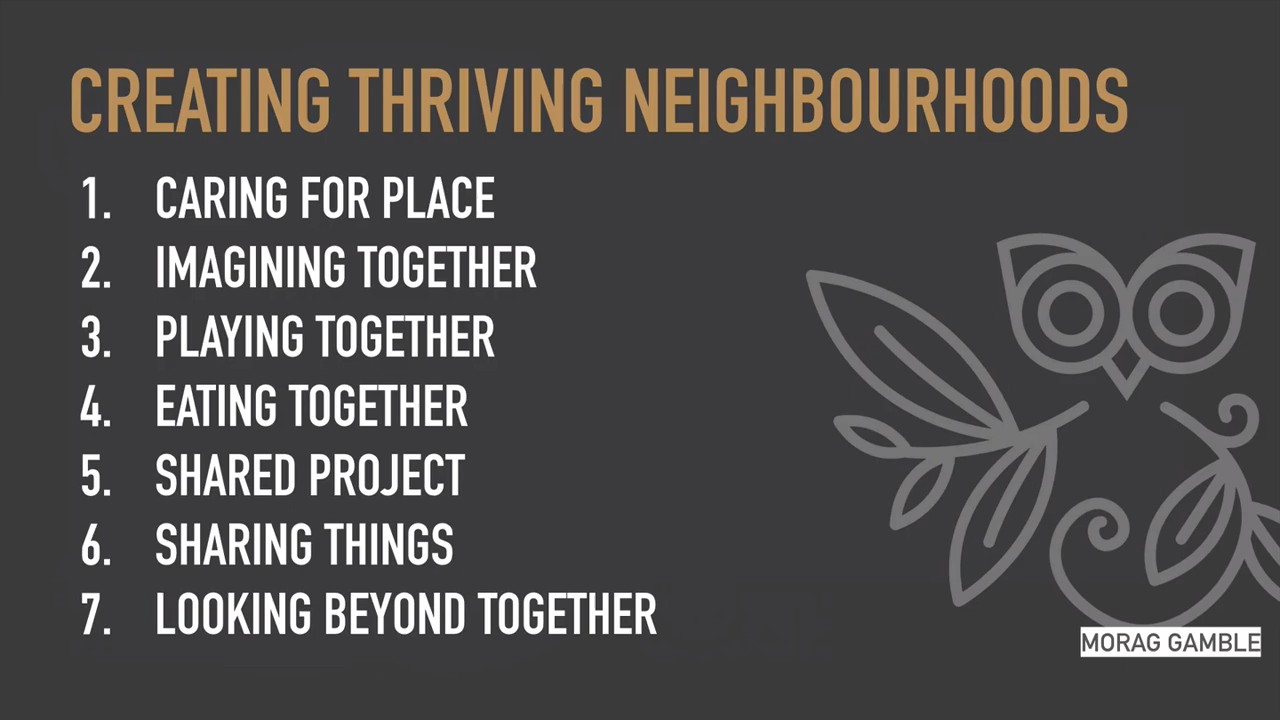 CREATING THRIVING NEIGHBOURHOODS
1. CARING FOR PLACE
2. IMAGINING TOGETHER
3. PLAYING TOGETHER
4. EATING TOGETHER
5. SHARED PROJECT
6. SHARING THINGS
7. LOOKING BEYOND TOGETHER
MORAG GAMBLE